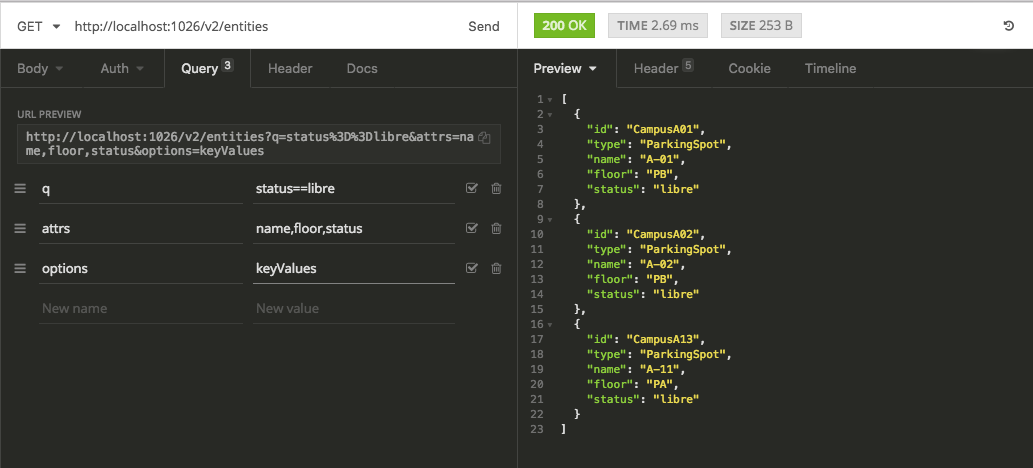 GET http://localhost:1026/v2/entities Send
200 OK TIME 2.69 ms SIZE 253 B
Body Auth Query 3 Header Docs
Preview Header 5 Cookie Timeline
URL PREVIEW
http://localhost:1026/v2/entities?q=status%3D%3Dlibre&attrs=na
me,floor,status&options=keyValues
q status==libre
attrs name,floor,status
options keyValues
New name New value
1 [
2 {
3 "id": "CampusA01",
4 "type": "ParkingSpot",
5 "name": "A-01",
6 "floor": "PB",
7 "status": "libre"
8 },
9 {
10 "id": "CampusA02",
11 "type": "ParkingSpot",
12 "name": "A-02",
13 "floor": "PB",
14 "status": "libre"
15 },
16 {
17 "id": "CampusA13",
18 "type": "ParkingSpot",
19 "name": "A-11",
20 "floor": "PA",
21 "status": "libre"
22 }
23 ]